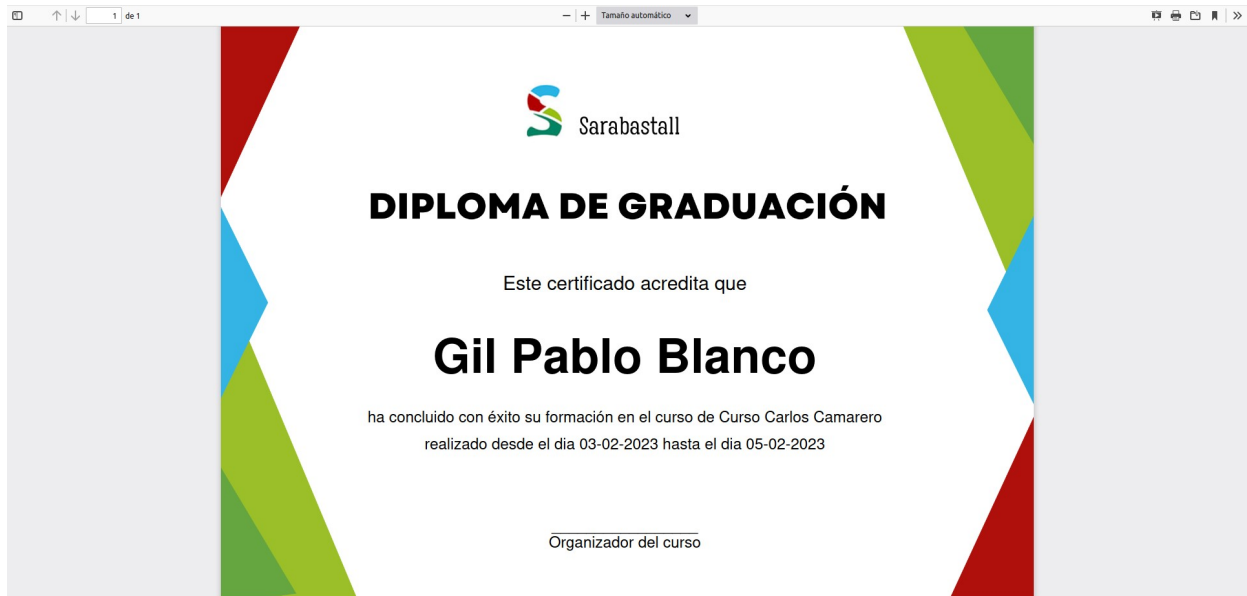 1 de 1
Tamaño automático
Sarabastall
DIPLOMA DE GRADUACIÓN
Este certificado acredita que
Gil Pablo Blanco
ha concluido con éxito su formación en el curso de Curso Carlos Camarero
realizado desde el dia 03-02-2023 hasta el dia 05-02-2023
Organizador del curso